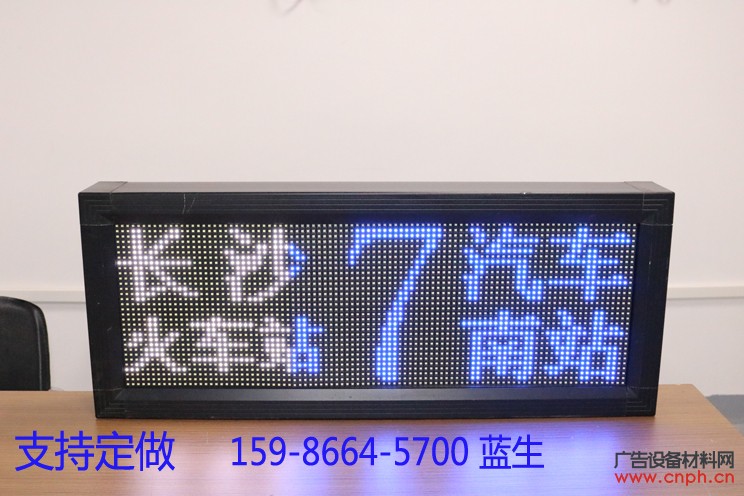 长沙 7 汽车
火车站 南站
支持定做 159-8664-5700 蓝生
广告设备材料网
www.cnph.cn